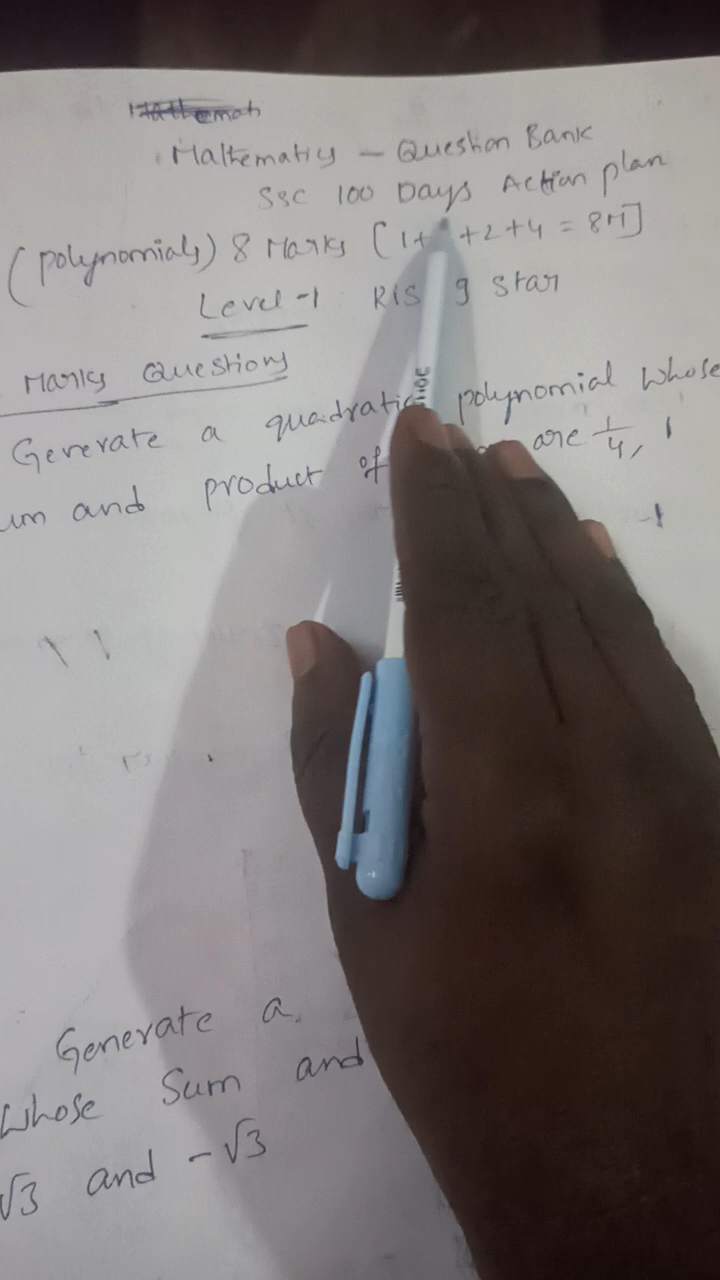 Mathematics - Question Bank
SSC 100 Days Action plan
(polynomials) 8 Marks [1+ +2+4 = 8M]
Level-1 Ris g Star
Marks Questions
Generate a quadratic polynomial whose
um and product of are 1/4, 1
-1
Generate a
whose Sum and
√3 and -√3